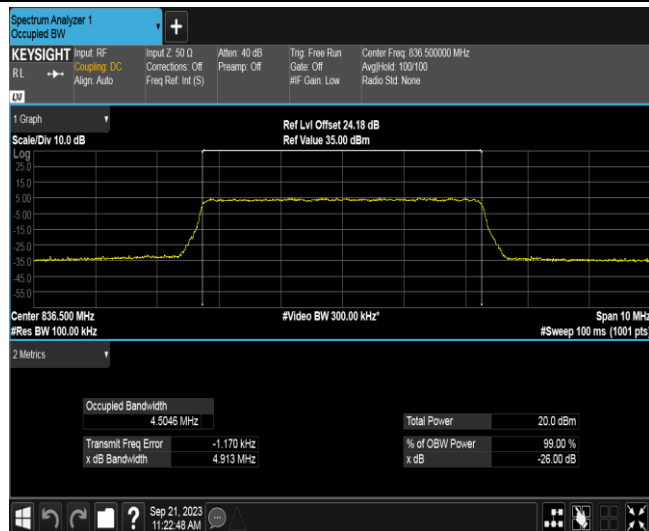 Spectrum Analyzer 1
Occupied BW
+
KEYSIGHT
RL
Input: RF
Coupling: DC
Align: Auto
Input Z: 50 Ω
Corrections: Off
Freq Ref: Int (S)
Atten: 40 dB
Preamp: Off
Trig: Free Run
Gate: Off
#IF Gain: Low
Center Freq: 836.500000 MHz
Avg|Hold: 100/100
Radio Std: None
1 Graph
Scale/Div 10.0 dB
Ref Lvl Offset 24.18 dB
Ref Value 35.00 dBm
Log
25.0
15.0
5.00
-5.00
-15.0
-25.0
-35.0
-45.0
-55.0
Center 836.500 MHz
#Video BW 300.00 kHz*
Span 10 MHz
#Res BW 100.00 kHz
#Sweep 100 ms (1001 pts)
2 Metrics
Occupied Bandwidth
4.5046 MHz
Total Power 20.0 dBm
Transmit Freq Error -1.170 kHz
% of OBW Power 99.00 %
x dB Bandwidth 4.913 MHz
x dB -26.00 dB
?
Sep 21, 2023
11:22:48 AM